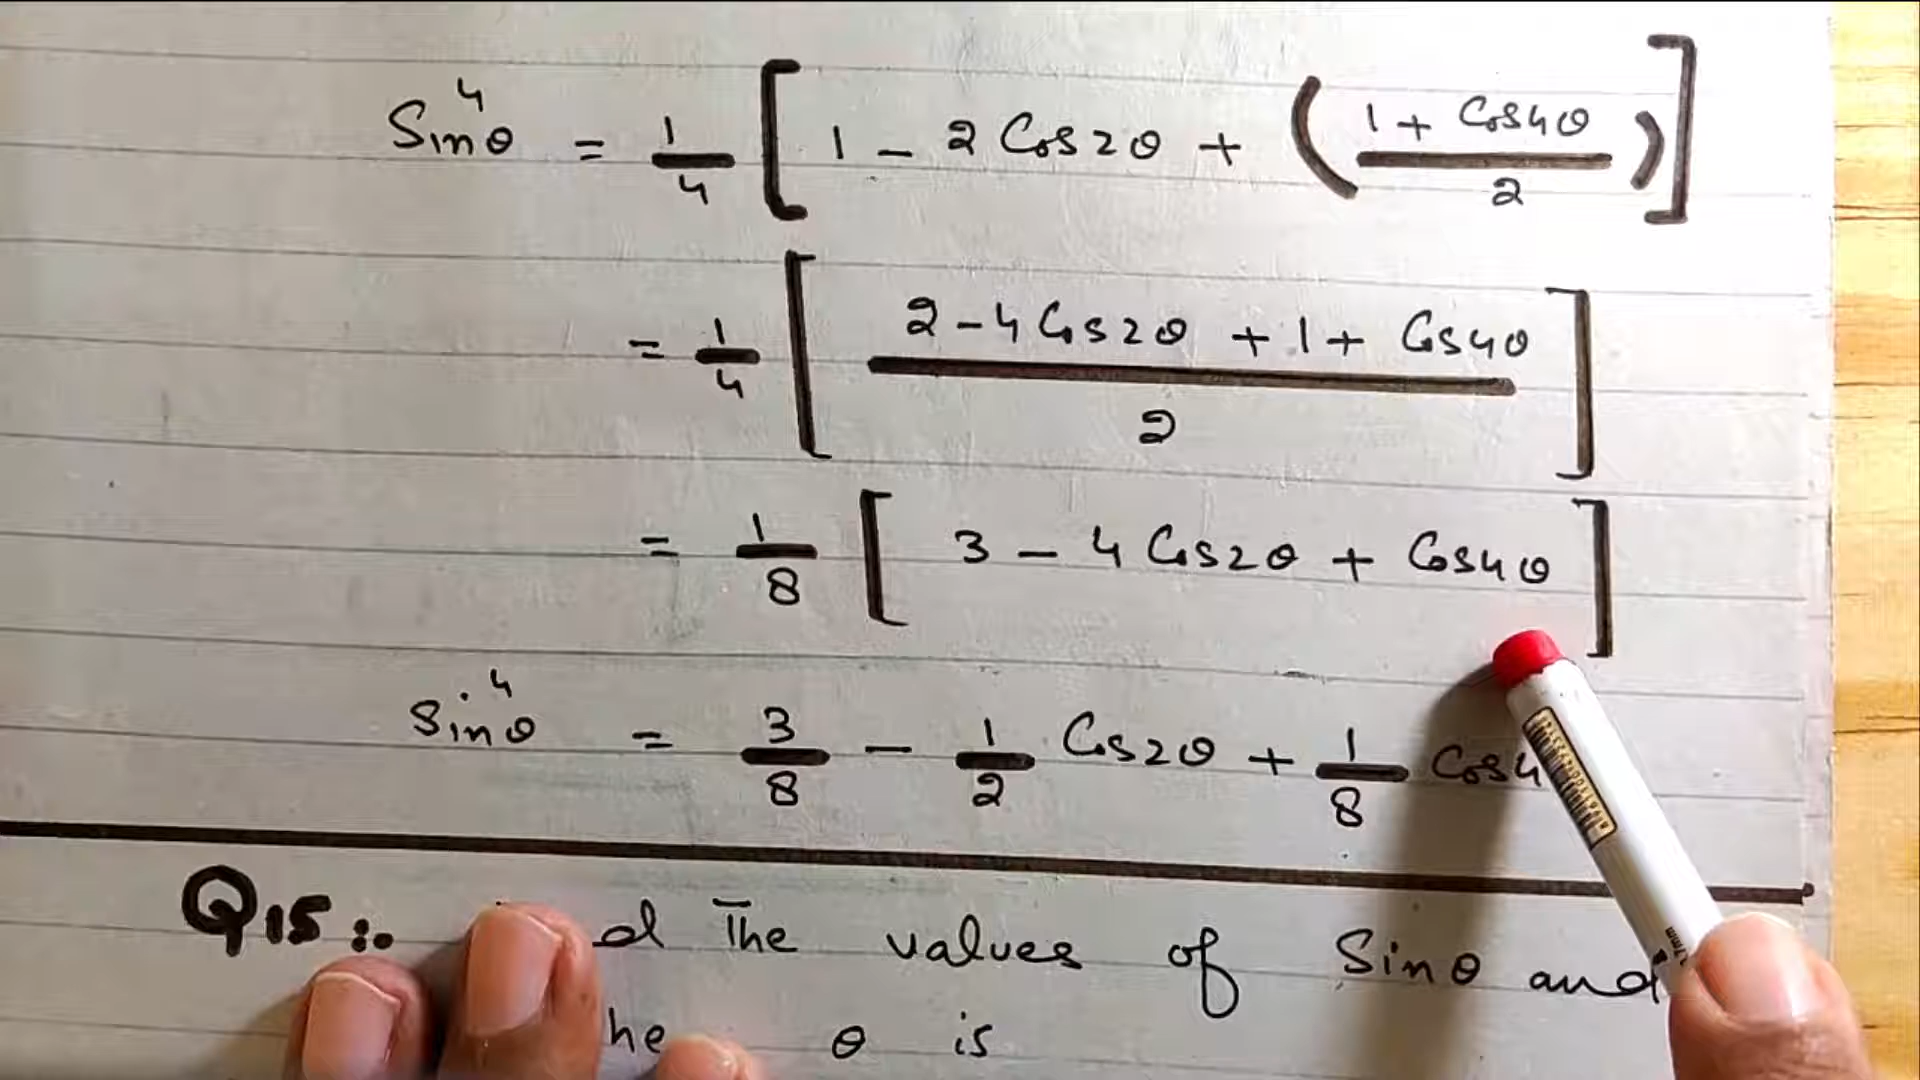 Sin⁴θ = 1/4 [ 1 - 2 Cos2θ + ( (1 + Cos4θ)/2 ) ]
= 1/4 [ (2 - 4 Cos2θ + 1 + Cos4θ)/2 ]
= 1/8 [ 3 - 4 Cos2θ + Cos4θ ]
Sin⁴θ = 3/8 - 1/2 Cos2θ + 1/8 Cos4
Q15:. The values of Sinθ and
θ is